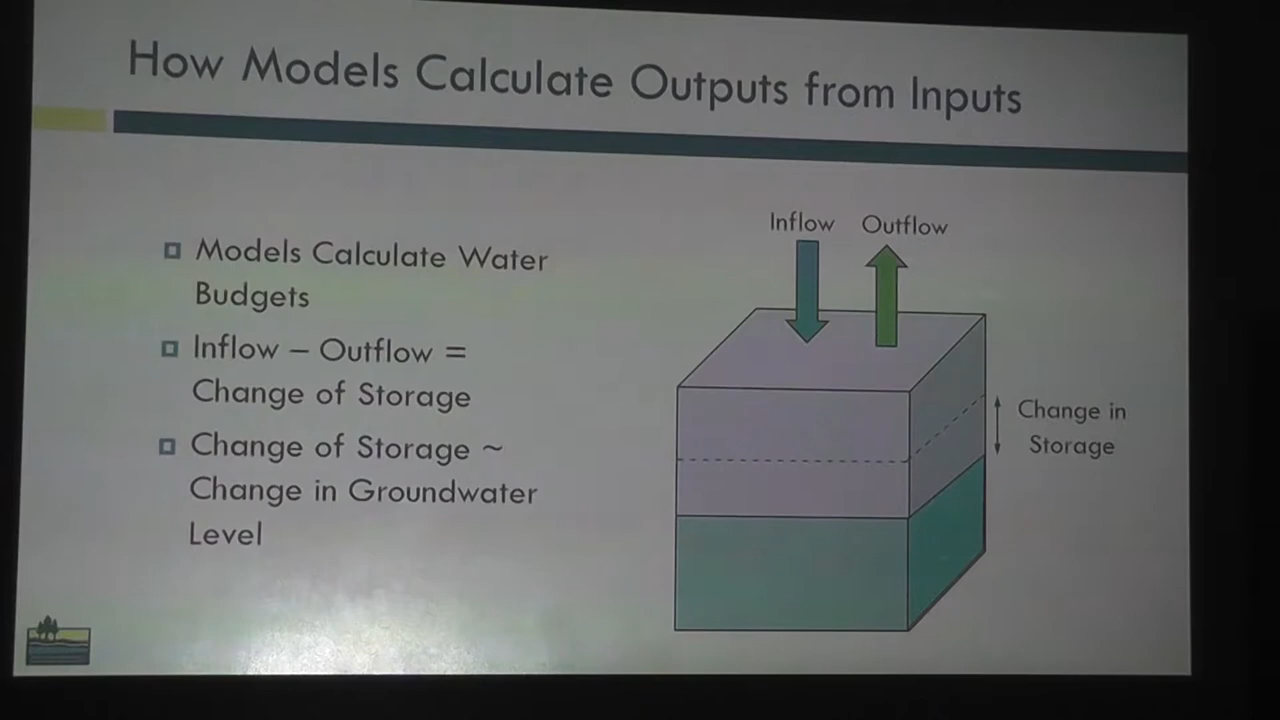 How Models Calculate Outputs from Inputs
Models Calculate Water
Budgets
Inflow – Outflow =
Change of Storage
Change of Storage ~
Change in Groundwater
Level
Inflow
Outflow
Change in
Storage